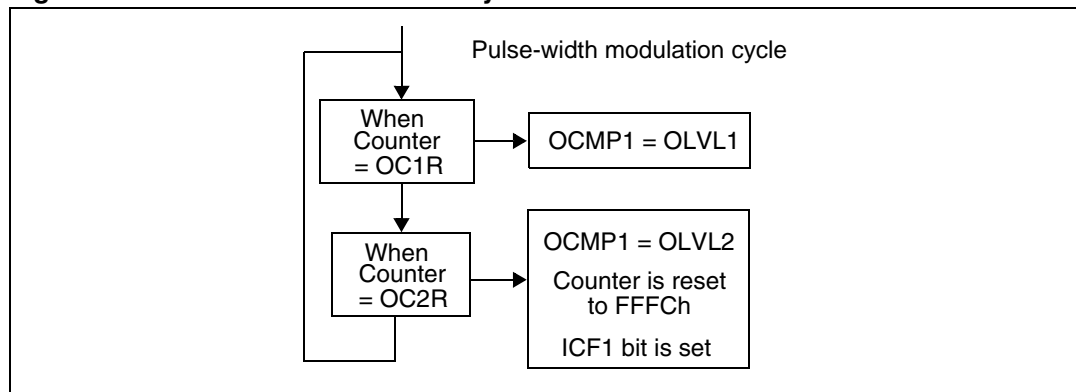 Pulse-width modulation cycle
When
Counter
= OC1R
OCMP1 = OLVL1
When
Counter
= OC2R
OCMP1 = OLVL2
Counter is reset
to FFFCh
ICF1 bit is set